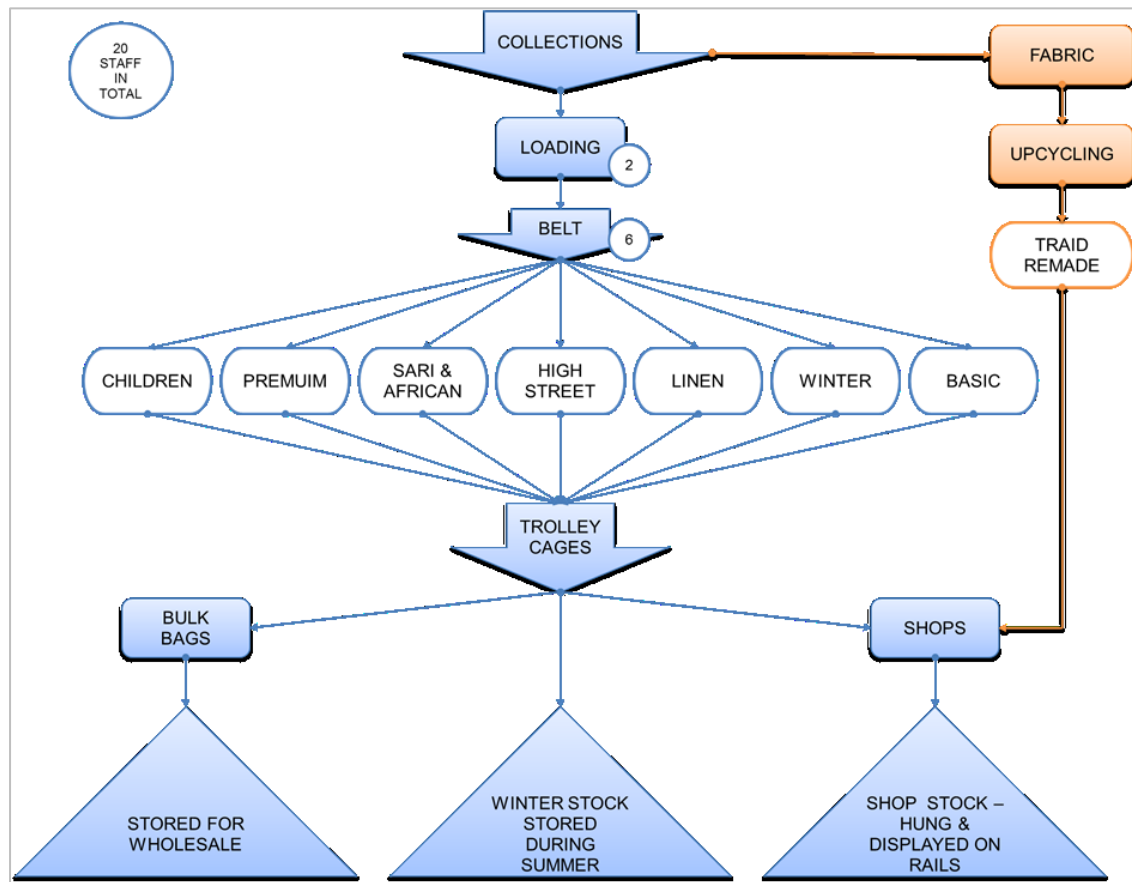 20
STAFF
IN
TOTAL
COLLECTIONS
FABRIC
LOADING
2
UPCYCLING
BELT
6
TRAID
REMADE
CHILDREN
PREMUIM
SARI &
AFRICAN
HIGH
STREET
LINEN
WINTER
BASIC
TROLLEY
CAGES
BULK
BAGS
SHOPS
STORED FOR
WHOLESALE
WINTER STOCK
STORED
DURING
SUMMER
SHOP STOCK –
HUNG &
DISPLAYED ON
RAILS